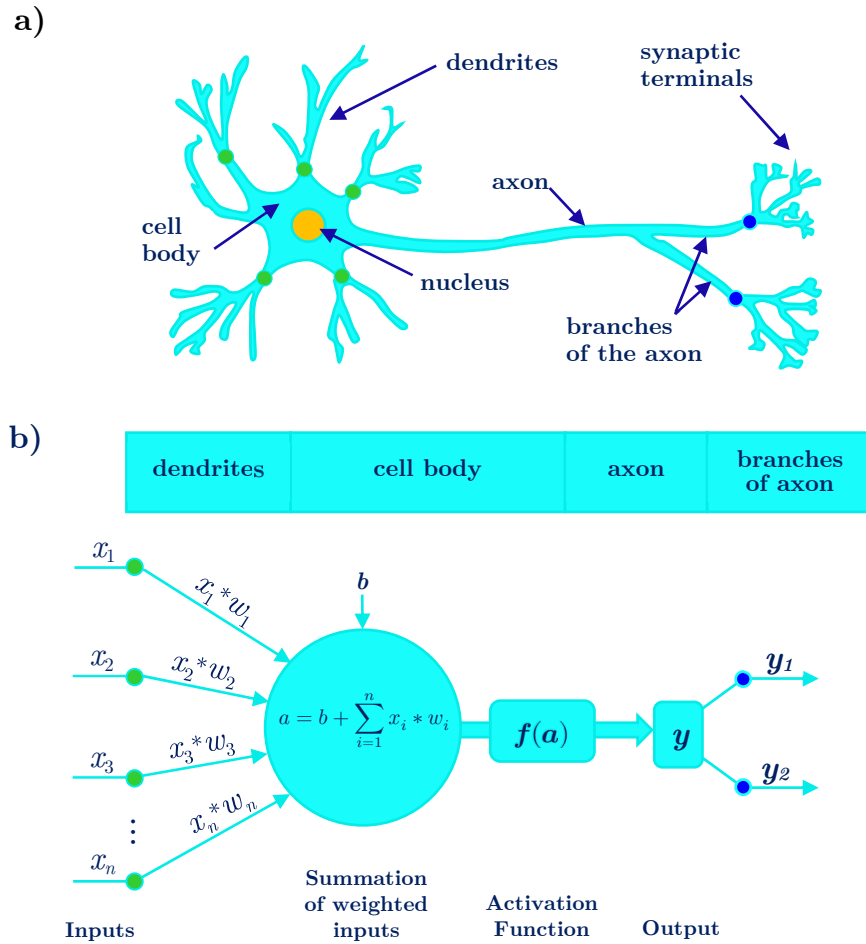 a)
dendrites
synaptic
terminals
axon
cell
body
nucleus
branches
of the axon
b)
dendrites
cell body
axon
branches
of axon
x₁
x₁*w₁
b
x₂
x₂*w₂
y₁
a = b + ∑ⁿᵢ₌₁ xᵢ * wᵢ
f(a)
y
x₃
x₃*w₃
y₂
⋮
xₙ*wₙ
xₙ
Summation
of weighted
inputs
Activation
Function
Inputs
Output